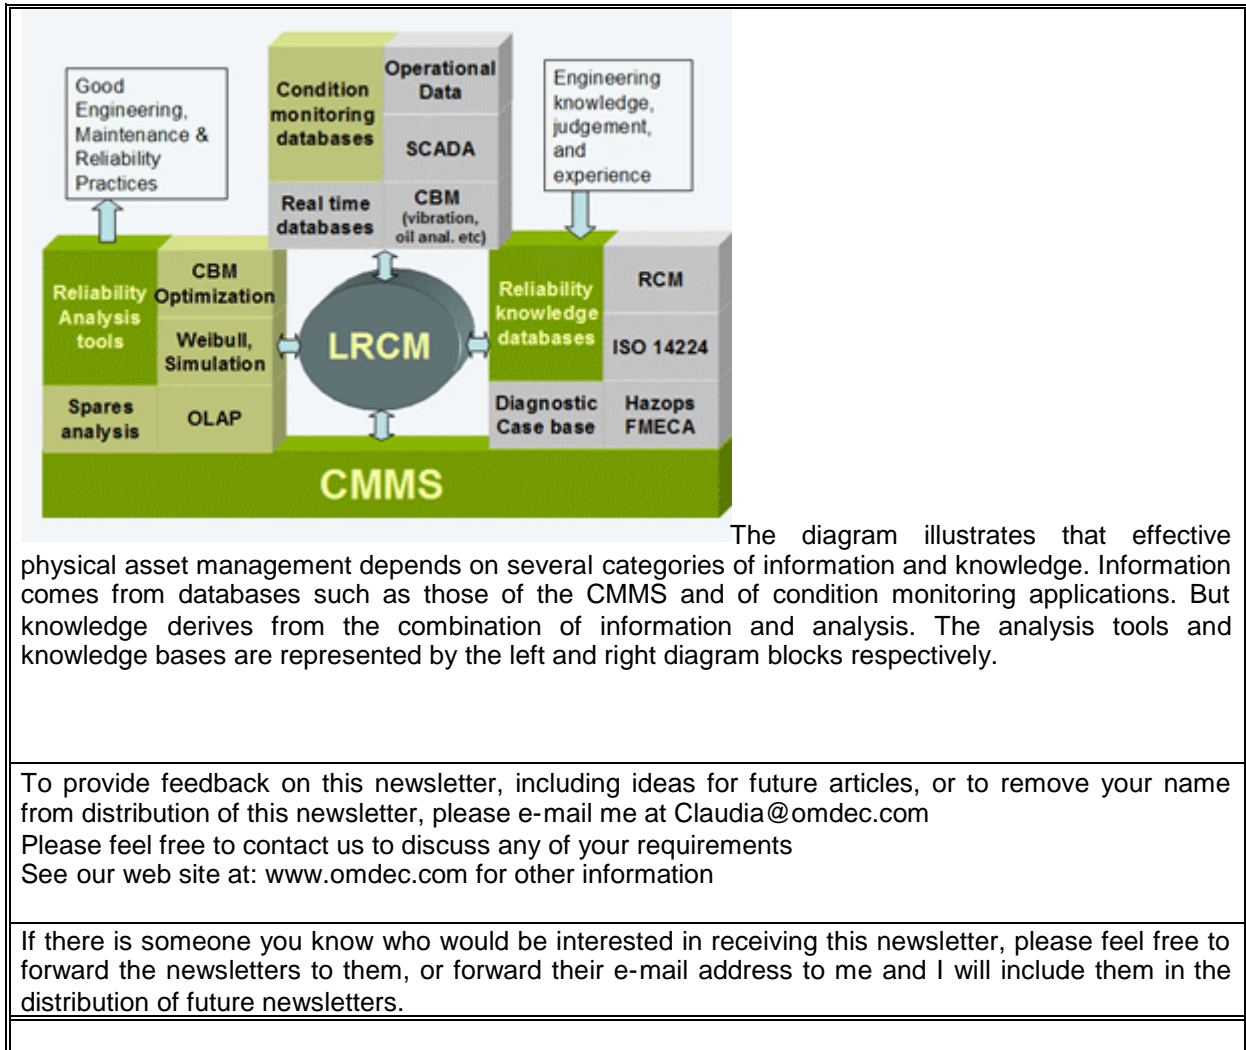 Good
Engineering,
Maintenance &
Reliability
Practices
Condition
monitoring
databases
Operational
Data
SCADA
Real time
databases
CBM
(vibration,
oil anal. etc)
Engineering
knowledge,
judgement,
and
experience
Reliability
Analysis
tools
CBM
Optimization
Weibull,
Simulation
Spares
analysis
OLAP
LRCM
Reliability
knowledge
databases
RCM
ISO 14224
Diagnostic
Case base
Hazops
FMECA
CMMS
The diagram illustrates that effective
physical asset management depends on several categories of information and knowledge. Information
comes from databases such as those of the CMMS and of condition monitoring applications. But
knowledge derives from the combination of information and analysis. The analysis tools and
knowledge bases are represented by the left and right diagram blocks respectively.
To provide feedback on this newsletter, including ideas for future articles, or to remove your name
from distribution of this newsletter, please e-mail me at Claudia@omdec.com
Please feel free to contact us to discuss any of your requirements
See our web site at: www.omdec.com for other information
If there is someone you know who would be interested in receiving this newsletter, please feel free to
forward the newsletters to them, or forward their e-mail address to me and I will include them in the
distribution of future newsletters.